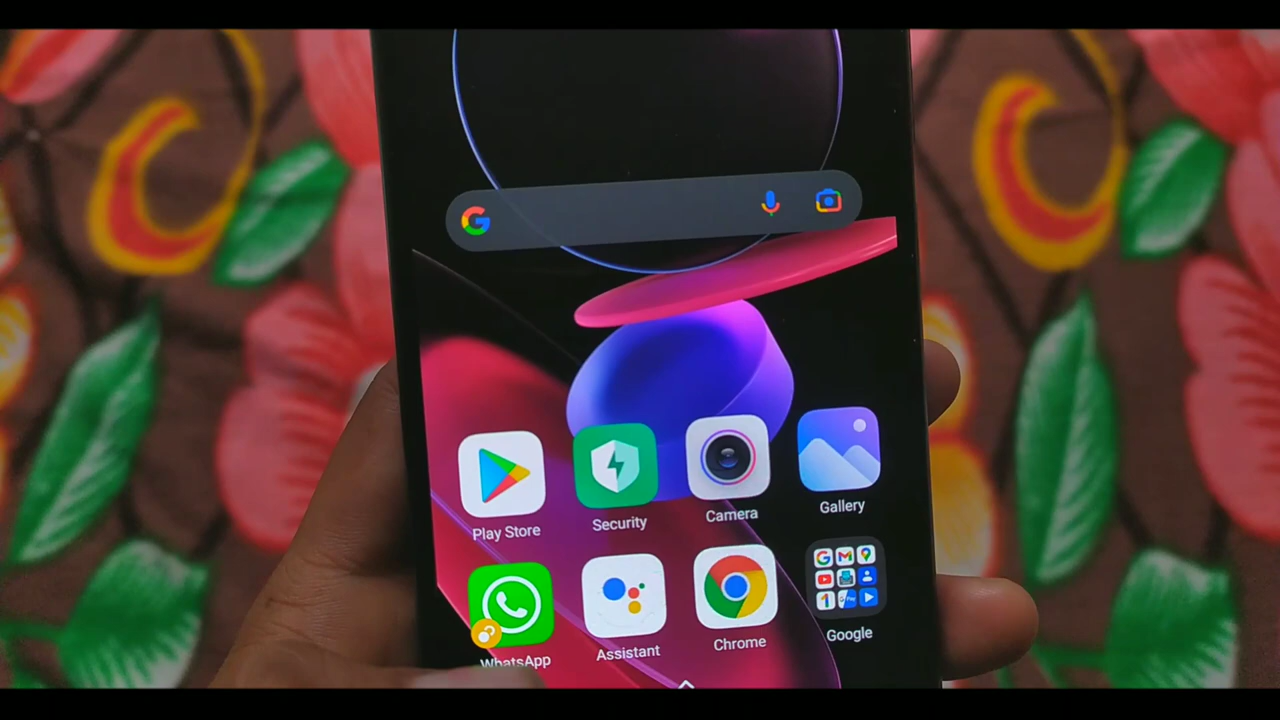 Play Store
Security
Camera
Gallery
WhatsApp
Assistant
Chrome
Google